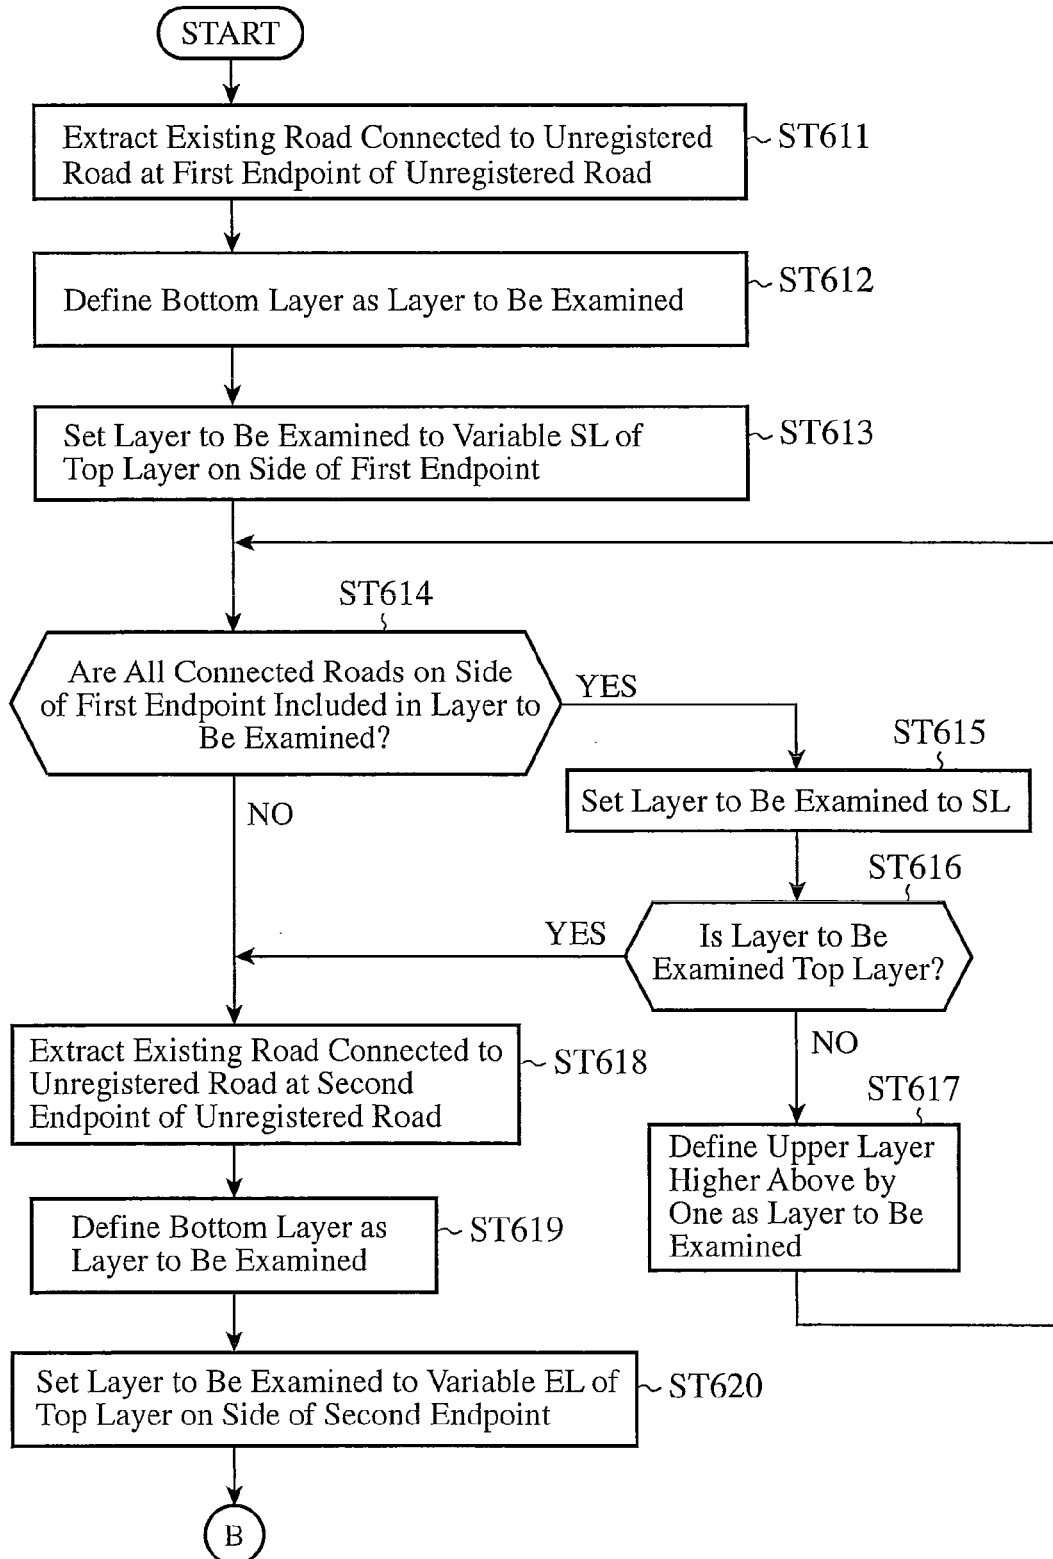 START
Extract Existing Road Connected to Unregistered
Road at First Endpoint of Unregistered Road
ST611
Define Bottom Layer as Layer to Be Examined
ST612
Set Layer to Be Examined to Variable SL of
Top Layer on Side of First Endpoint
ST613
ST614
Are All Connected Roads on Side
of First Endpoint Included in Layer to
Be Examined?
YES
NO
ST615
Set Layer to Be Examined to SL
ST616
Is Layer to Be
Examined Top Layer?
YES
NO
ST617
Define Upper Layer
Higher Above by
One as Layer to Be
Examined
Extract Existing Road Connected to
Unregistered Road at Second
Endpoint of Unregistered Road
ST618
Define Bottom Layer as
Layer to Be Examined
ST619
Set Layer to Be Examined to Variable EL of
Top Layer on Side of Second Endpoint
ST620
B